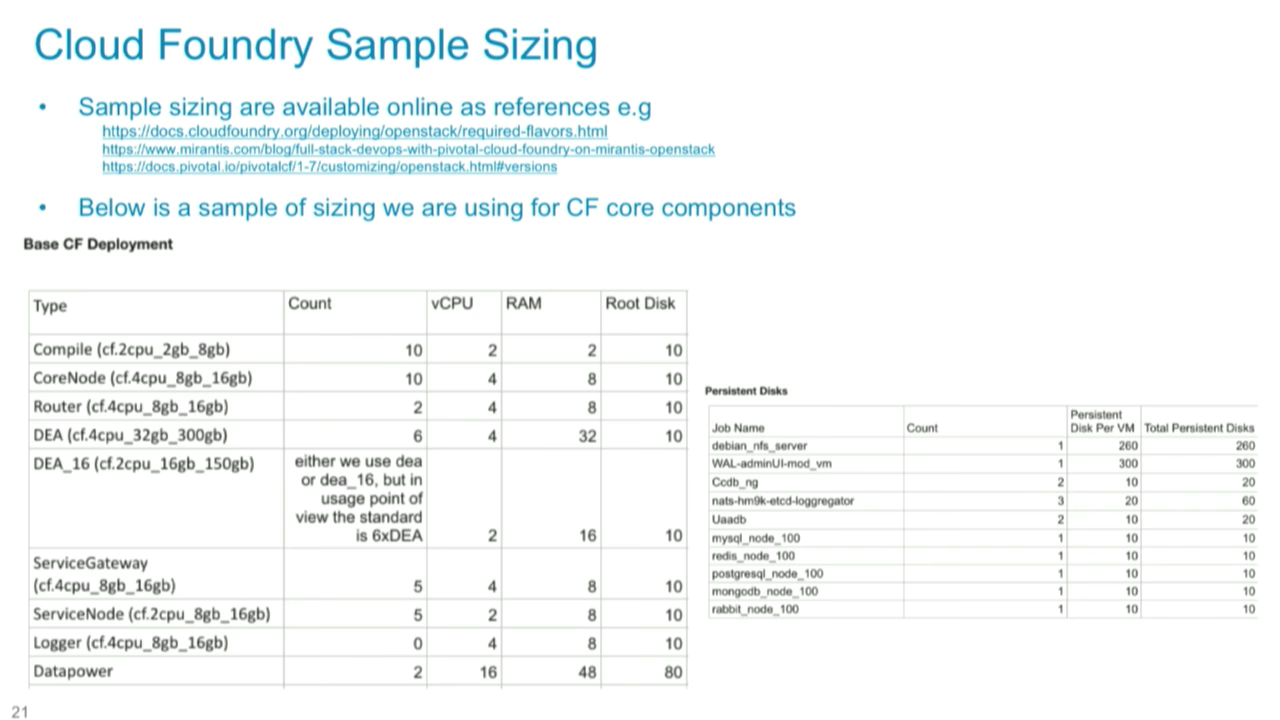 Cloud Foundry Sample Sizing
• Sample sizing are available online as references e.g
https://docs.cloudfoundry.org/deploying/openstack/required-flavors.html
https://www.mirantis.com/blog/full-stack-devops-with-pivotal-cloud-foundry-on-mirantis-openstack
https://docs.pivotal.io/pivotalcf/1-7/customizing/openstack.html#versions
• Below is a sample of sizing we are using for CF core components
Base CF Deployment
Type Count vCPU RAM Root Disk
Compile (cf.2cpu_2gb_8gb) 10 2 2 10
CoreNode (cf.4cpu_8gb_16gb) 10 4 8 10
Router (cf.4cpu_8gb_16gb) 2 4 8 10
DEA (cf.4cpu_32gb_300gb) 6 4 32 10
DEA_16 (cf.2cpu_16gb_150gb) either we use dea
or dea_16, but in
usage point of
view the standard
is 6xDEA 2 16 10
ServiceGateway
(cf.4cpu_8gb_16gb) 5 4 8 10
ServiceNode (cf.2cpu_8gb_16gb) 5 2 8 10
Logger (cf.4cpu_8gb_16gb) 0 4 8 10
Datapower 2 16 48 80
Persistent Disks
Persistent
Job Name Count Disk Per VM Total Persistent Disks
debian_nfs_server 1 260 260
WAL-adminUI-mod_vm 1 300 300
Ccdb_ng 2 10 20
nats-hm9k-etcd-loggregator 3 20 60
Uaadb 2 10 20
mysql_node_100 1 10 10
redis_node_100 1 10 10
postgresql_node_100 1 10 10
mongodb_node_100 1 10 10
rabbit_node_100 1 10 10
21